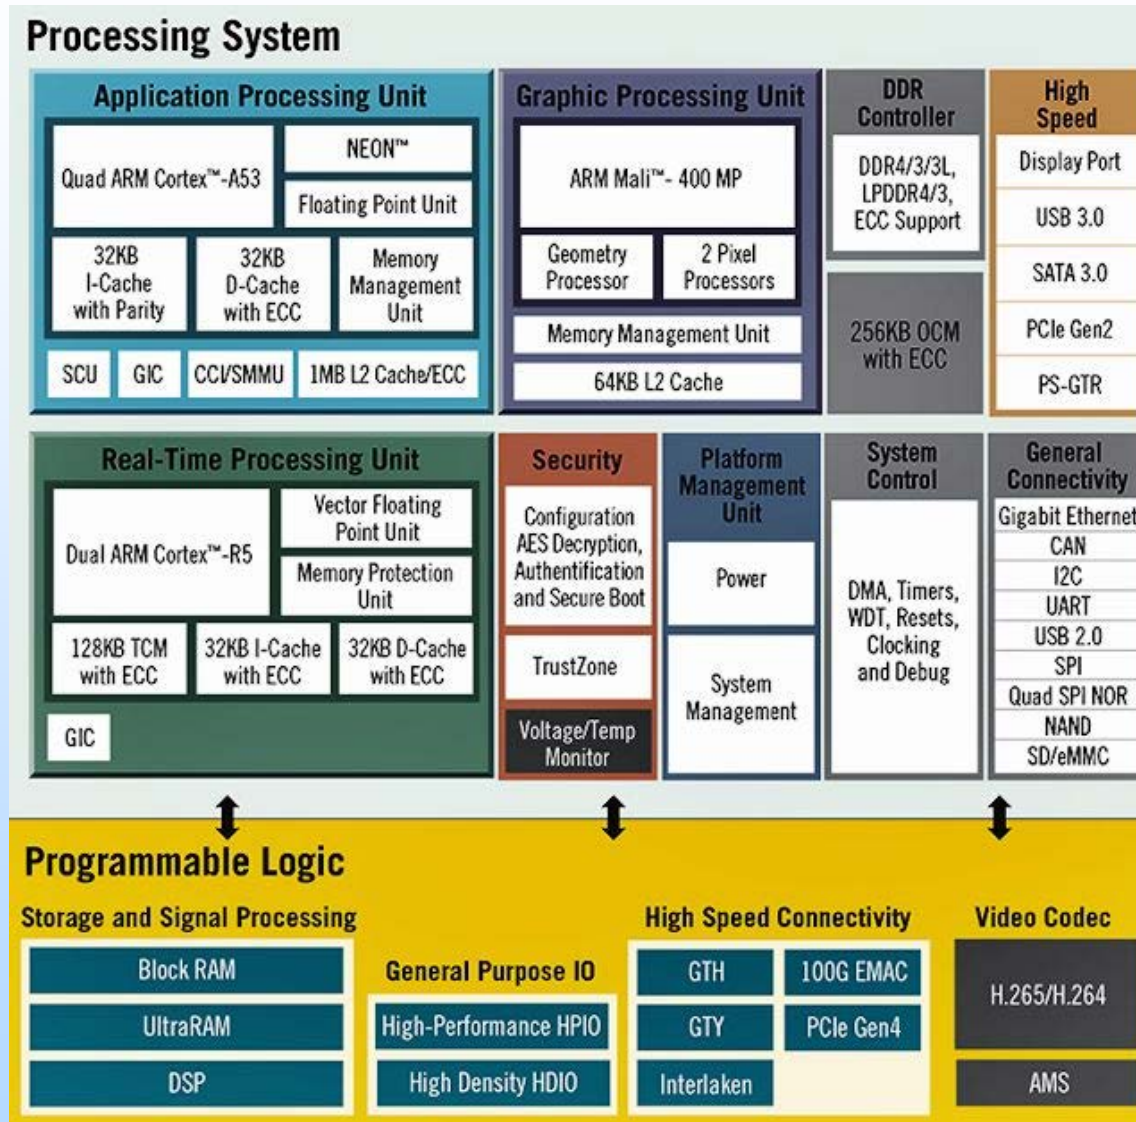 Processing System
Application Processing Unit
Quad ARM Cortex™-A53
NEON™
Floating Point Unit
32KB
I-Cache
with Parity
32KB
D-Cache
with ECC
Memory
Management
Unit
SCU
GIC
CCI/SMMU
1MB L2 Cache/ECC
Graphic Processing Unit
ARM Mali™- 400 MP
Geometry
Processor
2 Pixel
Processors
Memory Management Unit
64KB L2 Cache
DDR
Controller
DDR4/3/3L,
LPDDR4/3,
ECC Support
256KB OCM
with ECC
High
Speed
Display Port
USB 3.0
SATA 3.0
PCIe Gen2
PS-GTR
Real-Time Processing Unit
Dual ARM Cortex™-R5
Vector Floating
Point Unit
Memory Protection
Unit
128KB TCM
with ECC
32KB I-Cache
with ECC
32KB D-Cache
with ECC
GIC
Security
Configuration
AES Decryption,
Authentification
and Secure Boot
TrustZone
Voltage/Temp
Monitor
Platform
Management
Unit
Power
System
Management
System
Control
DMA, Timers,
WDT, Resets,
Clocking
and Debug
General
Connectivity
Gigabit Ethernet
CAN
I2C
UART
USB 2.0
SPI
Quad SPI NOR
NAND
SD/eMMC
Programmable Logic
Storage and Signal Processing
Block RAM
UltraRAM
DSP
General Purpose IO
High-Performance HPIO
High Density HDIO
High Speed Connectivity
GTH
100G EMAC
GTY
PCIe Gen4
Interlaken
Video Codec
H.265/H.264
AMS